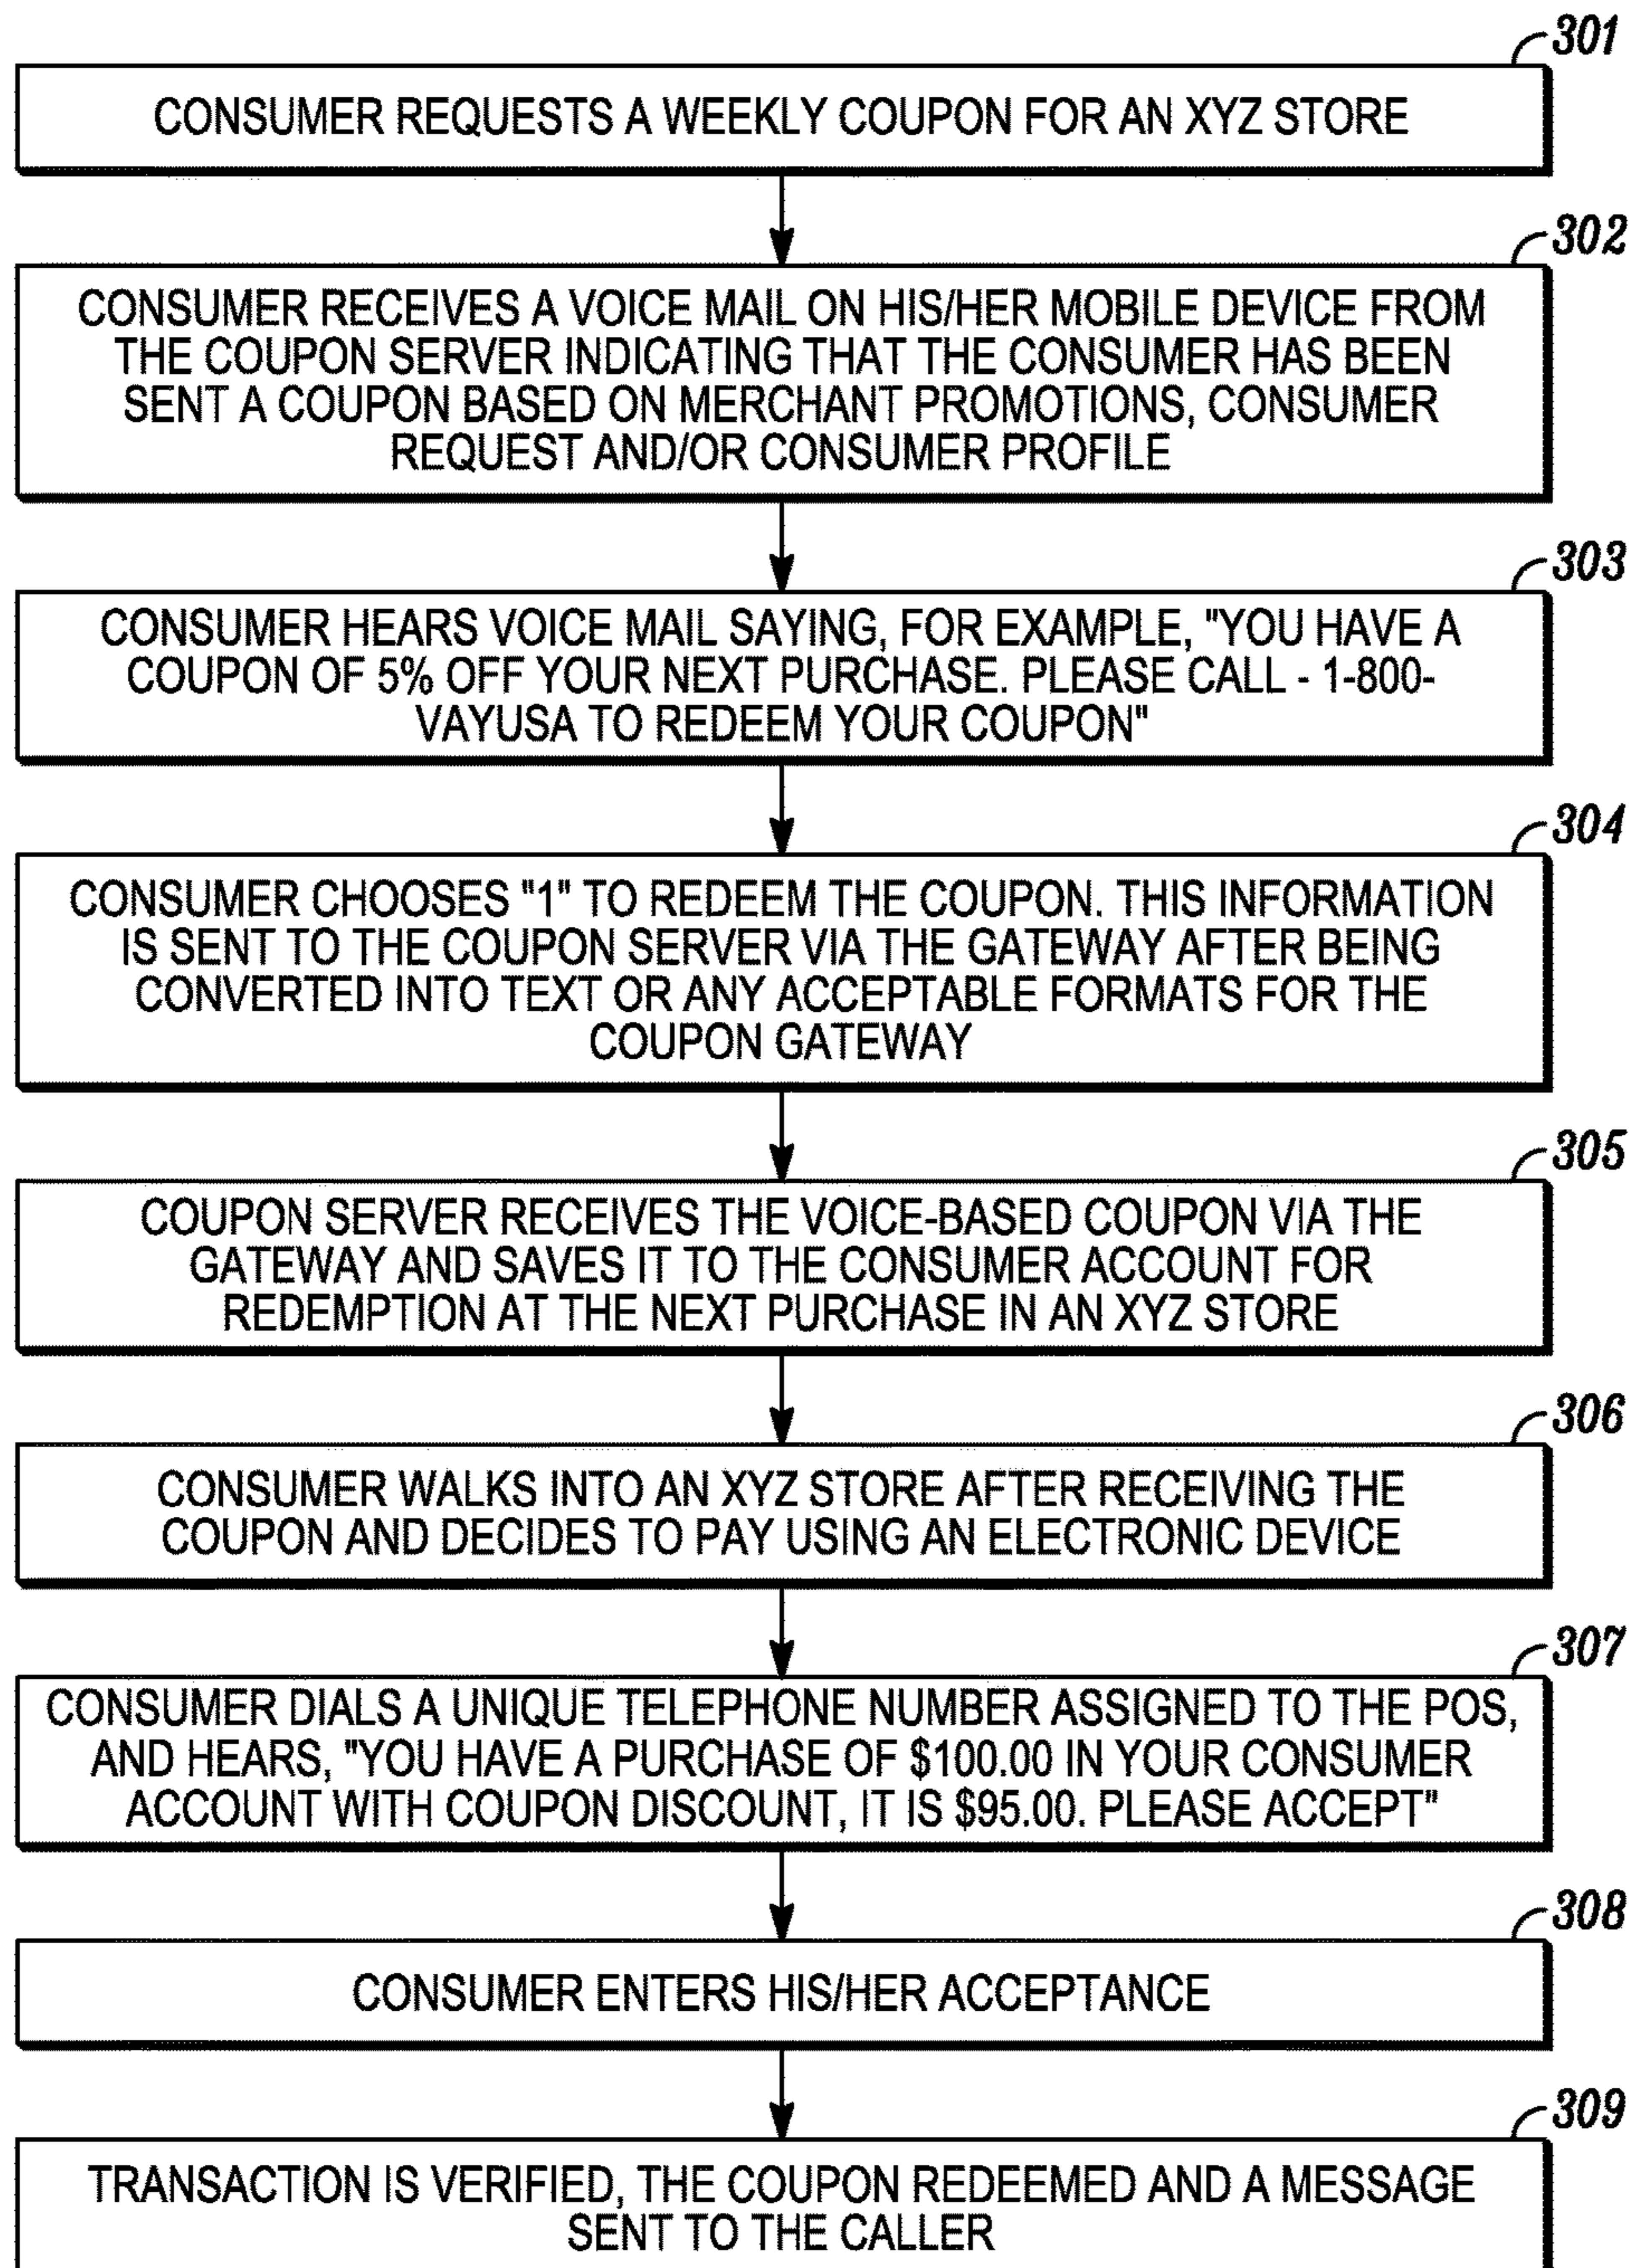 301
CONSUMER REQUESTS A WEEKLY COUPON FOR AN XYZ STORE
302
CONSUMER RECEIVES A VOICE MAIL ON HIS/HER MOBILE DEVICE FROM
THE COUPON SERVER INDICATING THAT THE CONSUMER HAS BEEN
SENT A COUPON BASED ON MERCHANT PROMOTIONS, CONSUMER
REQUEST AND/OR CONSUMER PROFILE
303
CONSUMER HEARS VOICE MAIL SAYING, FOR EXAMPLE, "YOU HAVE A
COUPON OF 5% OFF YOUR NEXT PURCHASE. PLEASE CALL - 1-800-
VAYUSA TO REDEEM YOUR COUPON"
304
CONSUMER CHOOSES "1" TO REDEEM THE COUPON. THIS INFORMATION
IS SENT TO THE COUPON SERVER VIA THE GATEWAY AFTER BEING
CONVERTED INTO TEXT OR ANY ACCEPTABLE FORMATS FOR THE
COUPON GATEWAY
305
COUPON SERVER RECEIVES THE VOICE-BASED COUPON VIA THE
GATEWAY AND SAVES IT TO THE CONSUMER ACCOUNT FOR
REDEMPTION AT THE NEXT PURCHASE IN AN XYZ STORE
306
CONSUMER WALKS INTO AN XYZ STORE AFTER RECEIVING THE
COUPON AND DECIDES TO PAY USING AN ELECTRONIC DEVICE
307
CONSUMER DIALS A UNIQUE TELEPHONE NUMBER ASSIGNED TO THE POS,
AND HEARS, "YOU HAVE A PURCHASE OF $100.00 IN YOUR CONSUMER
ACCOUNT WITH COUPON DISCOUNT, IT IS $95.00. PLEASE ACCEPT"
308
CONSUMER ENTERS HIS/HER ACCEPTANCE
309
TRANSACTION IS VERIFIED, THE COUPON REDEEMED AND A MESSAGE
SENT TO THE CALLER